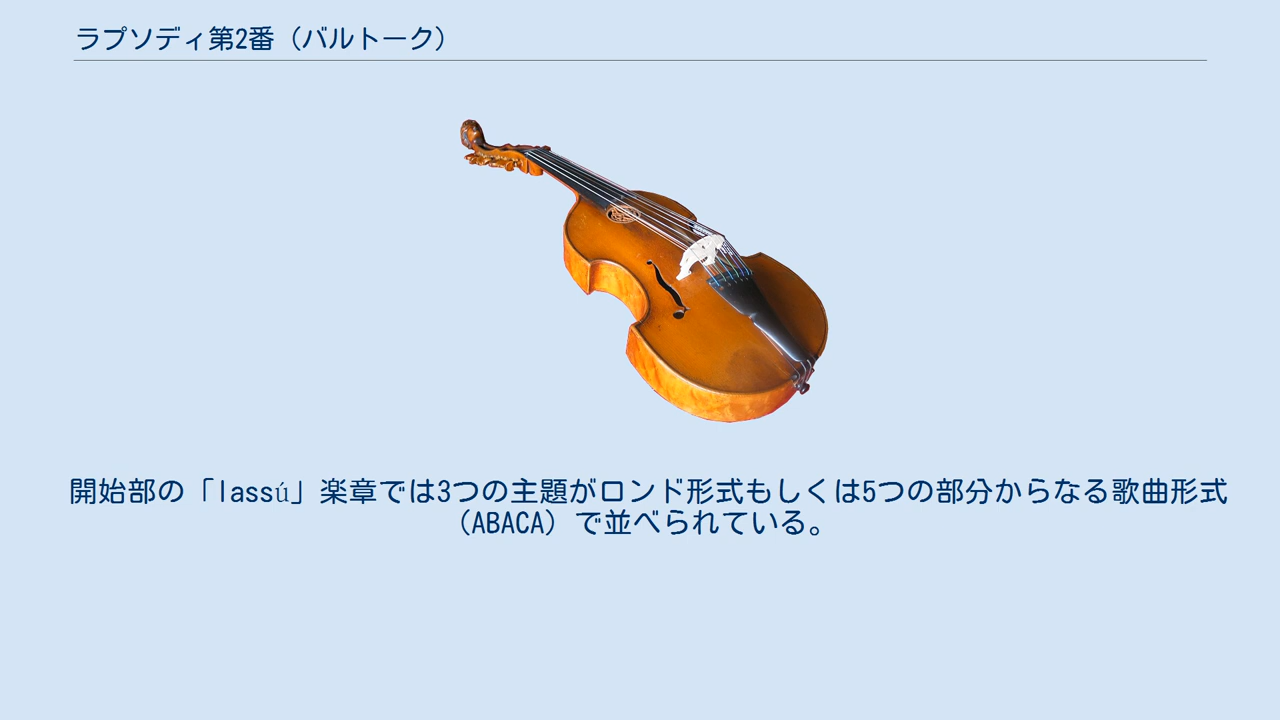 ラプソディ第2番（バルトーク）
開始部の「lassú」楽章では3つの主題がロンド形式もしくは5つの部分からなる歌曲形式
（ABACA）で並べられている。